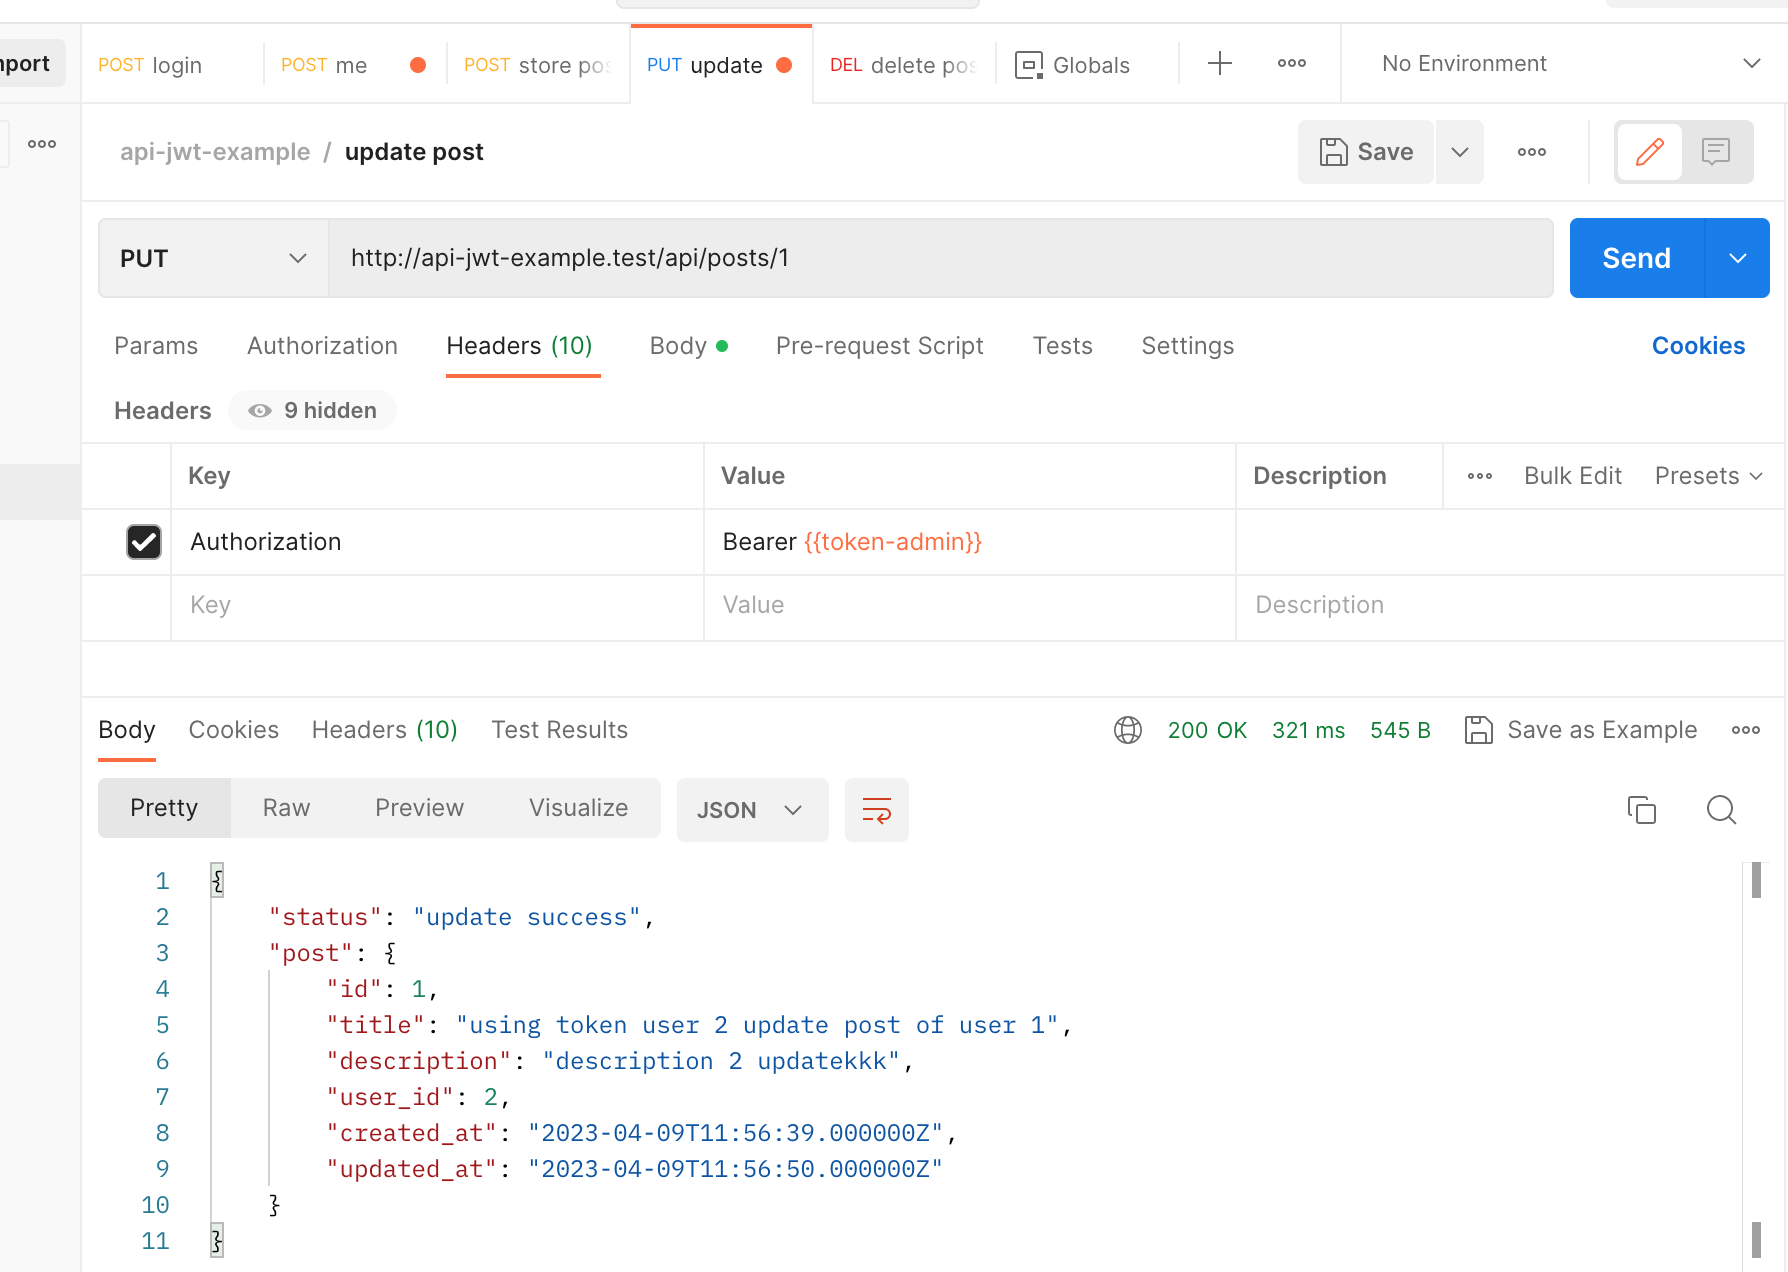 POST login POST me POST store PUT update DEL delete Globals No Environment
api-jwt-example / update post Save
PUT http://api-jwt-example.test/api/posts/1 Send
Params Authorization Headers (10) Body Pre-request Script Tests Settings Cookies
Headers 9 hidden
Key Value Description Bulk Edit Presets
Authorization Bearer {{token-admin}}
Key Value Description
Body Cookies Headers (10) Test Results 200 OK 321 ms 545 B Save as Example
Pretty Raw Preview Visualize JSON
1 {
2 "status": "update success",
3 "post": {
4 "id": 1,
5 "title": "using token user 2 update post of user 1",
6 "description": "description 2 updatekkk",
7 "user_id": 2,
8 "created_at": "2023-04-09T11:56:39.000000Z",
9 "updated_at": "2023-04-09T11:56:50.000000Z"
10 }
11 }